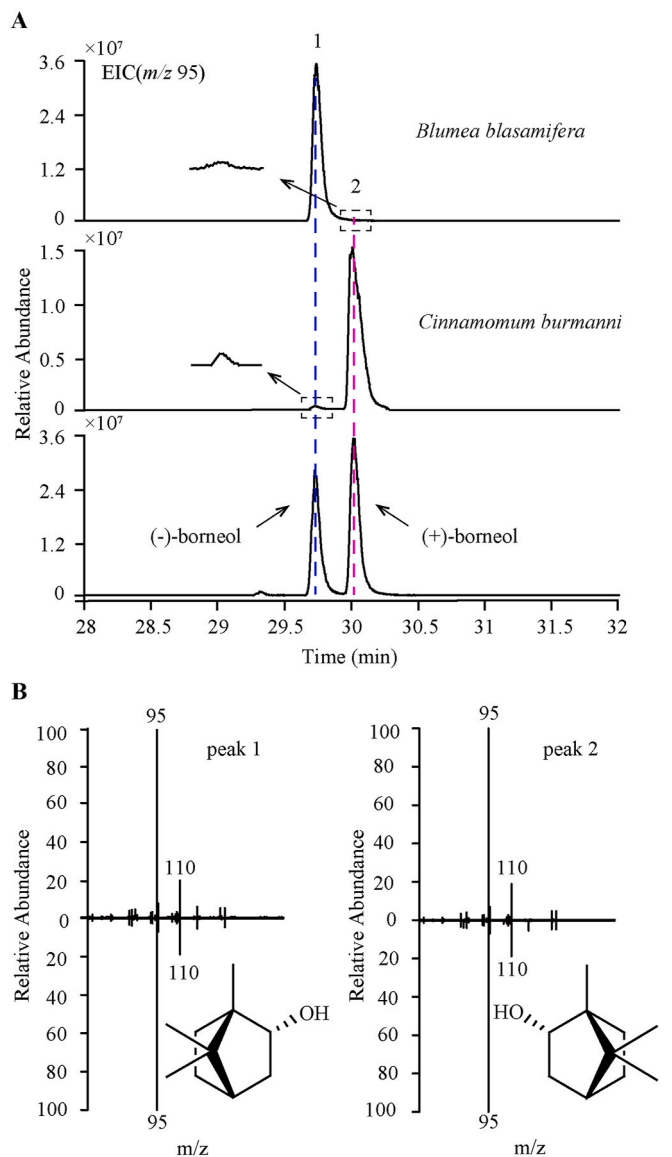 A
×10⁷
1
EIC(m/z 95)
3.6
2.4
1.2
0
Blumea blasamifera
2
×10⁷
1.5
1.0
0.5
0
Cinnamomum burmanni
Relative Abundance
×10⁷
3.6
2.4
1.2
0
(-)-borneol
(+)-borneol
28 28.5 29 29.5 30 30.5 31 31.5 32
Time (min)
B
95
peak 1
100
80
60
40
20
0
20
40
60
80
100
Relative Abundance
Relative Abundance
110
110
OH
95
m/z
95
peak 2
100
80
60
40
20
0
20
40
60
80
100
Relative Abundance
Relative Abundance
110
110
HO
95
m/z